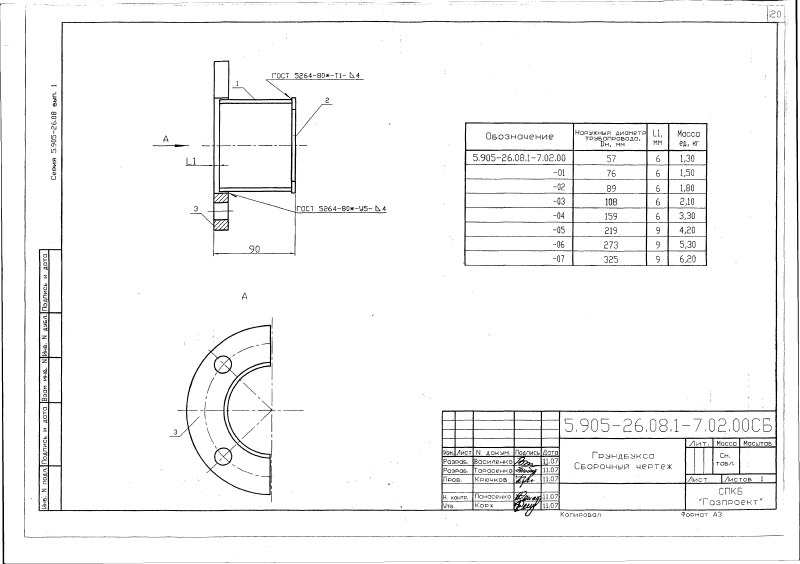 20
Серия 5.905-26.08 вып. 1
ГОСТ 5264-80*-Т1-⊿4
1
2
А
L1
ГОСТ 5264-80*-У5-⊿4
3
90
А
3
Обозначение | Наружный диаметр трубопровода, Dн, мм | L1, мм | Масса ед, кг
5.905-26.08.1-7.02.00 | 57 | 6 | 1,30
-01 | 76 | 6 | 1,50
-02 | 89 | 6 | 1,80
-03 | 108 | 6 | 2,10
-04 | 159 | 6 | 3,30
-05 | 219 | 9 | 4,20
-06 | 273 | 9 | 5,30
-07 | 325 | 9 | 6,20
Подпись и дата
Инв. N дубл.
Взам инв. N
Подпись и дата
Инв. N подл.
5.905-26.08.1-7.02.00СБ
Изм. Лист N докум. Подпись Дата
Разраб. Василенко 11.07
Разраб. Тарасенко 11.07
Пров. Крючков 11.07
Н. контр. Панасенко 11.07
Утв. Корх 11.07
Грундбукса
Сборочный чертеж
Лит. Масса Масштаб
См.
табл.
Лист Листов 1
СПКБ
"Газпроект"
Копировал Формат А3